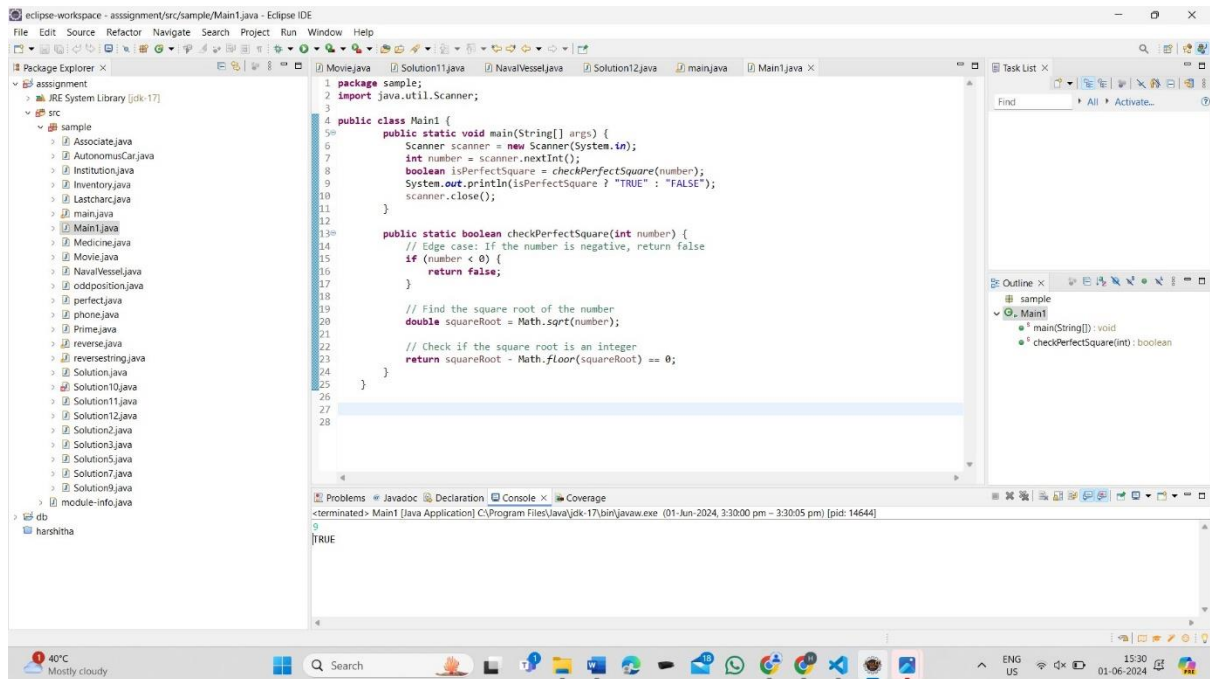 eclipse-workspace - asssignment/src/sample/Main1.java - Eclipse IDE
File Edit Source Refactor Navigate Search Project Run Window Help
Package Explorer
asssignment
JRE System Library [jdk-17]
src
sample
Associate.java
AutonomusCar.java
Institution.java
Inventory.java
Lastcharc.java
main.java
Main1.java
Medicine.java
Movie.java
NavalVessel.java
oddposition.java
perfect.java
phone.java
Prime.java
reverse.java
reversestring.java
Solution.java
Solution10.java
Solution11.java
Solution12.java
Solution2.java
Solution3.java
Solution5.java
Solution7.java
Solution9.java
module-info.java
db
harshitha
Movie.java Solution11.java NavalVessel.java Solution12.java main.java Main1.java
1 package sample;
2 import java.util.Scanner;
3
4 public class Main1 {
5 public static void main(String[] args) {
6 Scanner scanner = new Scanner(System.in);
7 int number = scanner.nextInt();
8 boolean isPerfectSquare = checkPerfectSquare(number);
9 System.out.println(isPerfectSquare ? "TRUE" : "FALSE");
10 scanner.close();
11 }
12
13 public static boolean checkPerfectSquare(int number) {
14 // Edge case: If the number is negative, return false
15 if (number < 0) {
16 return false;
17 }
18
19 // Find the square root of the number
20 double squareRoot = Math.sqrt(number);
21
22 // Check if the square root is an integer
23 return squareRoot - Math.floor(squareRoot) == 0;
24 }
25 }
26
27
28
Task List
Find All Activate...
Outline
sample
Main1
main(String[]) : void
checkPerfectSquare(int) : boolean
Problems Javadoc Declaration Console Coverage
<terminated> Main1 [Java Application] C:\Program Files\Java\jdk-17\bin\javaw.exe (01-Jun-2024, 3:30:00 pm – 3:30:05 pm) [pid: 14644]
9
TRUE
40°C
Mostly cloudy
Search
ENG
US
15:30
01-06-2024